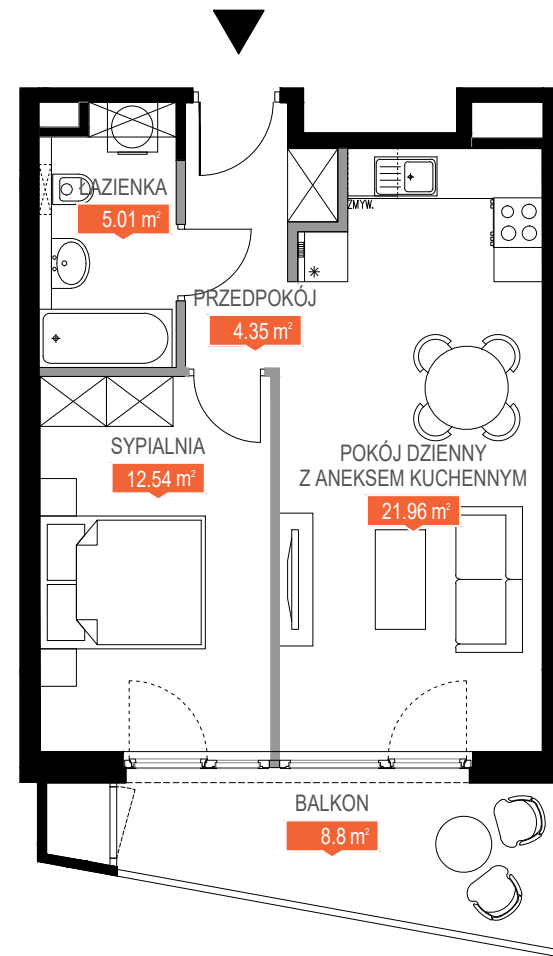 ŁAZIENKA
5.01 m²
ZMYW.
PRZEDPOKÓJ
4.35 m²
SYPIALNIA
12.54 m²
POKÓJ DZIENNY
Z ANEKSEM KUCHENNYM
21.96 m²
BALKON
8.8 m²